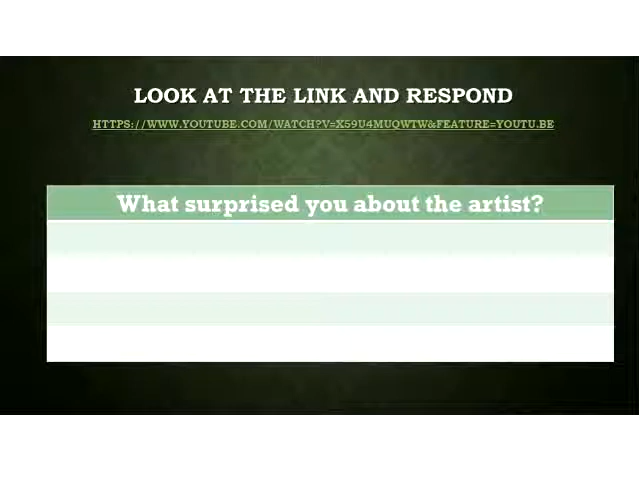 LOOK AT THE LINK AND RESPOND
HTTPS://WWW.YOUTUBE.COM/WATCH?V=X59U4MUQWTW&FEATURE=YOUTU.BE
What surprised you about the artist?